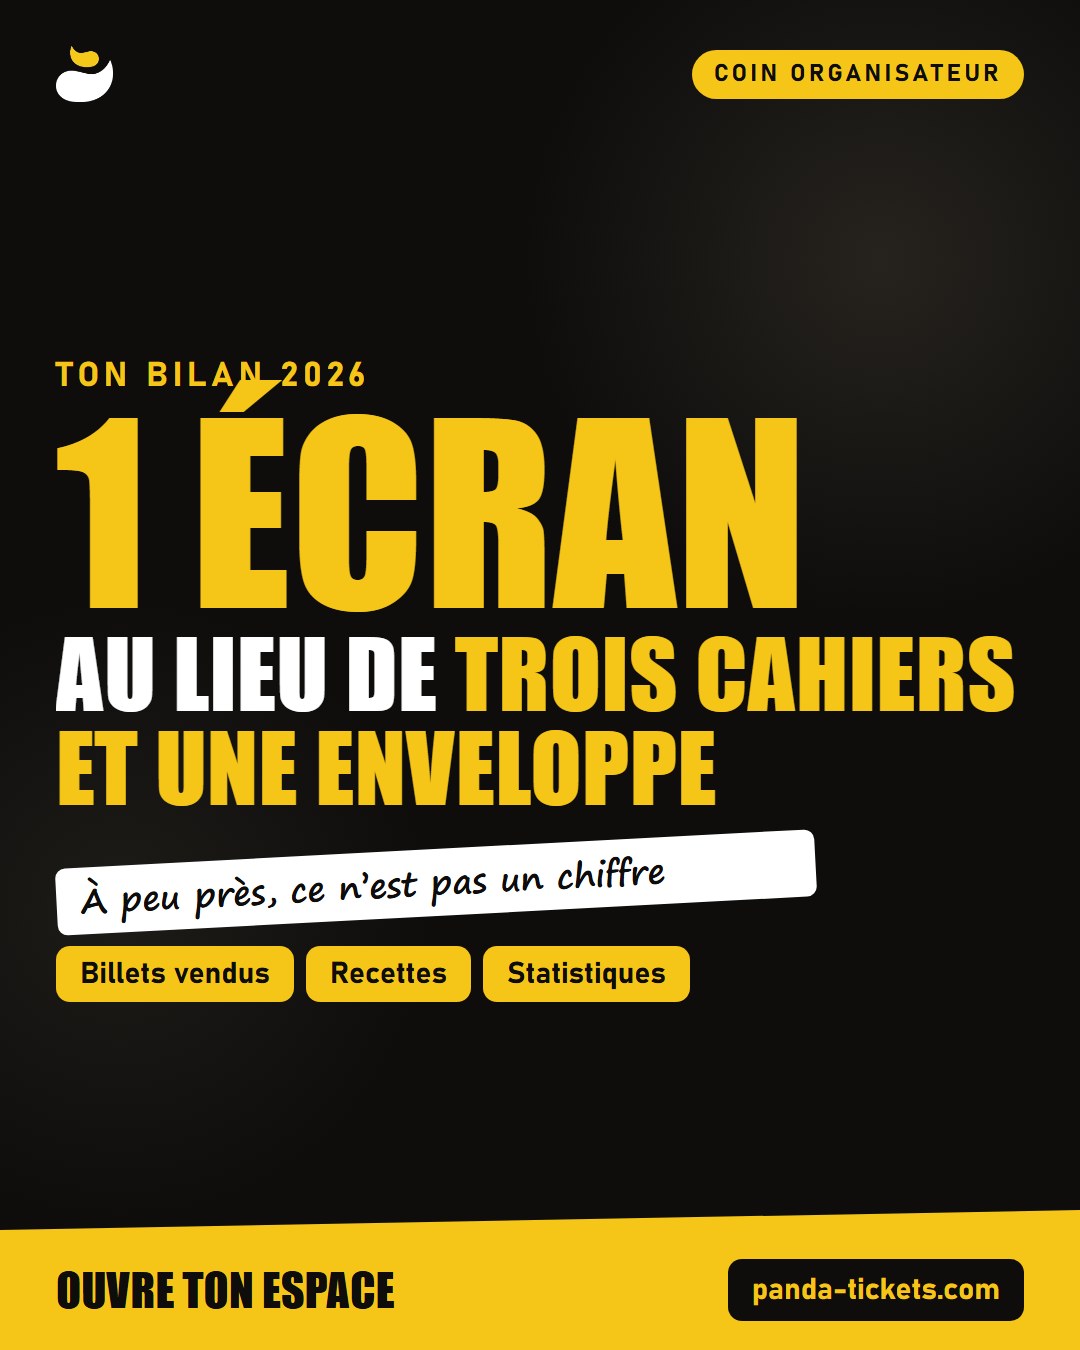 COIN ORGANISATEUR
TON BILAN 2026
1 ÉCRAN
AU LIEU DE TROIS CAHIERS
ET UNE ENVELOPPE
À peu près, ce n’est pas un chiffre
Billets vendus Recettes Statistiques
OUVRE TON ESPACE
panda-tickets.com